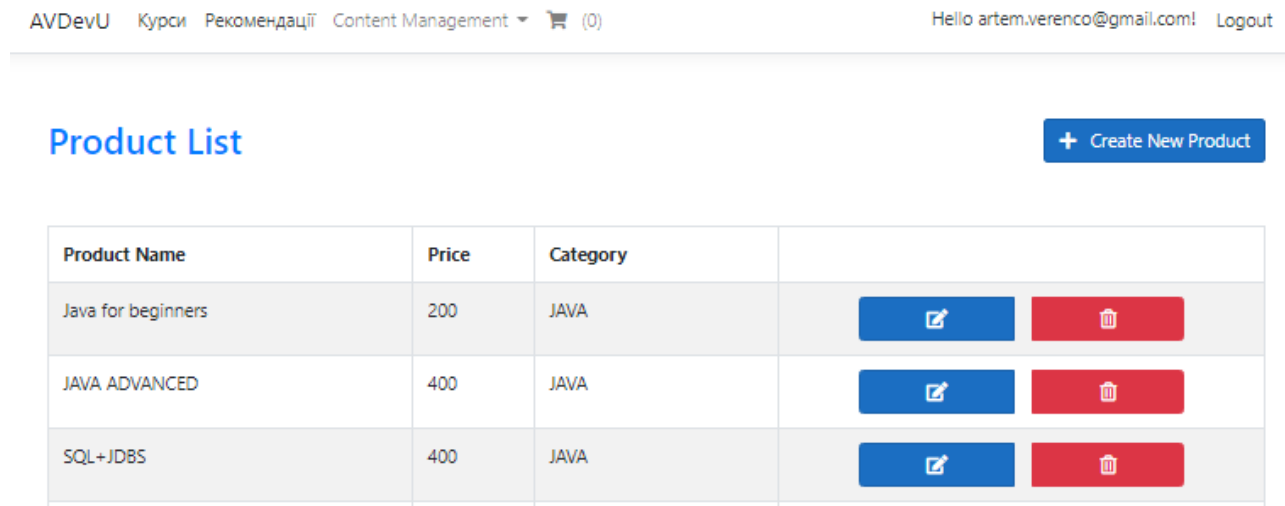 AVDevU Курси Рекомендації Content Management (0) Hello artem.verenco@gmail.com! Logout
Product List
Create New Product
Product Name Price Category
Java for beginners 200 JAVA
JAVA ADVANCED 400 JAVA
SQL+JDBS 400 JAVA